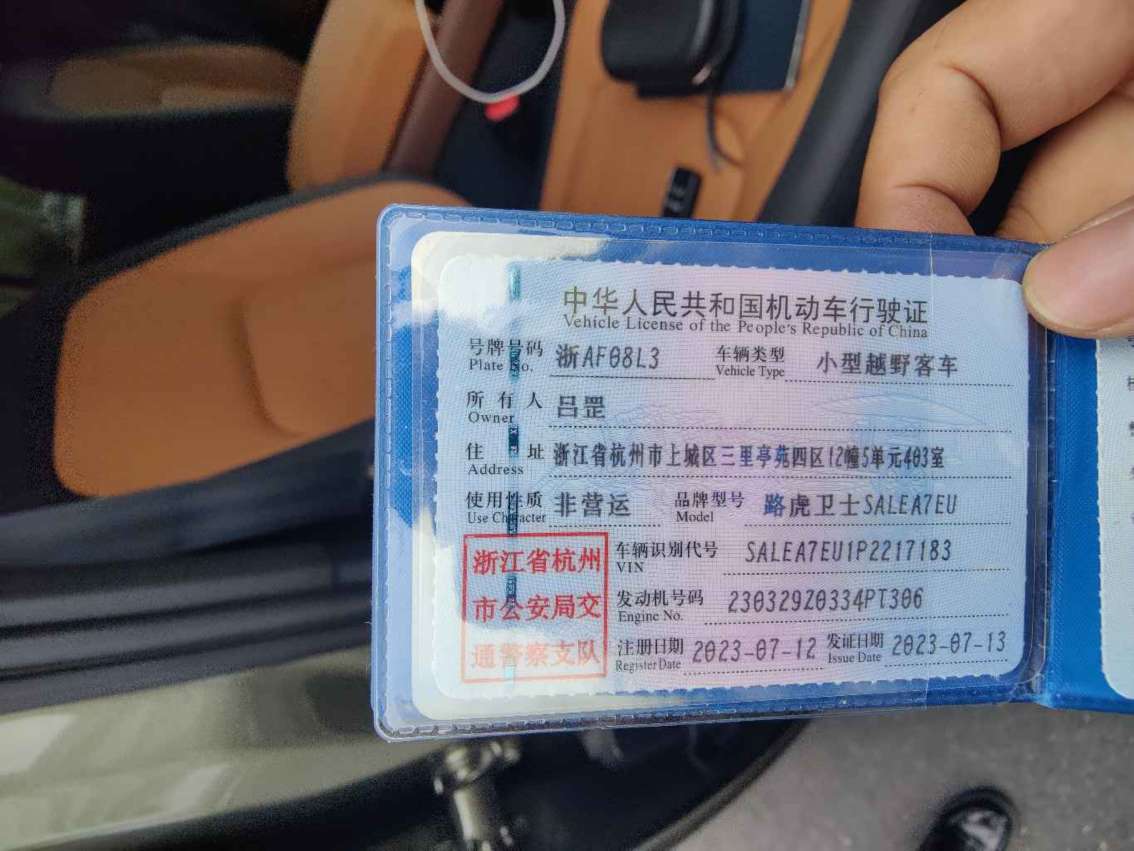 中华人民共和国机动车行驶证
Vehicle License of the People's Republic of China
号牌号码 浙AF08L3 车辆类型 小型越野客车
Plate No. Vehicle Type
所有人 吕罡
Owner
住址 浙江省杭州市上城区三里亭苑四区12幢5单元403室
Address
使用性质 非营运 品牌型号 路虎卫士SALEA7EU
Use Character Model
浙江省杭州
市公安局交
通警察支队
车辆识别代号 SALEA7EU1P2217183
VIN
发动机号码 230329Z0334PT306
Engine No.
注册日期 2023-07-12 发证日期 2023-07-13
Register Date Issue Date